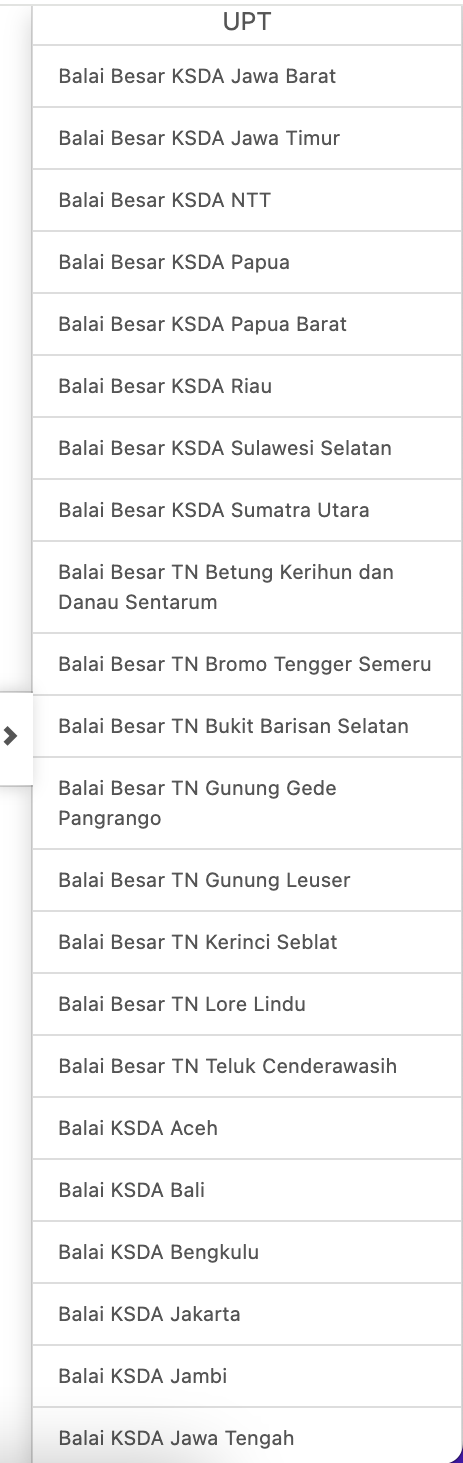 UPT
Balai Besar KSDA Jawa Barat
Balai Besar KSDA Jawa Timur
Balai Besar KSDA NTT
Balai Besar KSDA Papua
Balai Besar KSDA Papua Barat
Balai Besar KSDA Riau
Balai Besar KSDA Sulawesi Selatan
Balai Besar KSDA Sumatra Utara
Balai Besar TN Betung Kerihun dan
Danau Sentarum
Balai Besar TN Bromo Tengger Semeru
Balai Besar TN Bukit Barisan Selatan
Balai Besar TN Gunung Gede
Pangrango
Balai Besar TN Gunung Leuser
Balai Besar TN Kerinci Seblat
Balai Besar TN Lore Lindu
Balai Besar TN Teluk Cenderawasih
Balai KSDA Aceh
Balai KSDA Bali
Balai KSDA Bengkulu
Balai KSDA Jakarta
Balai KSDA Jambi
Balai KSDA Jawa Tengah